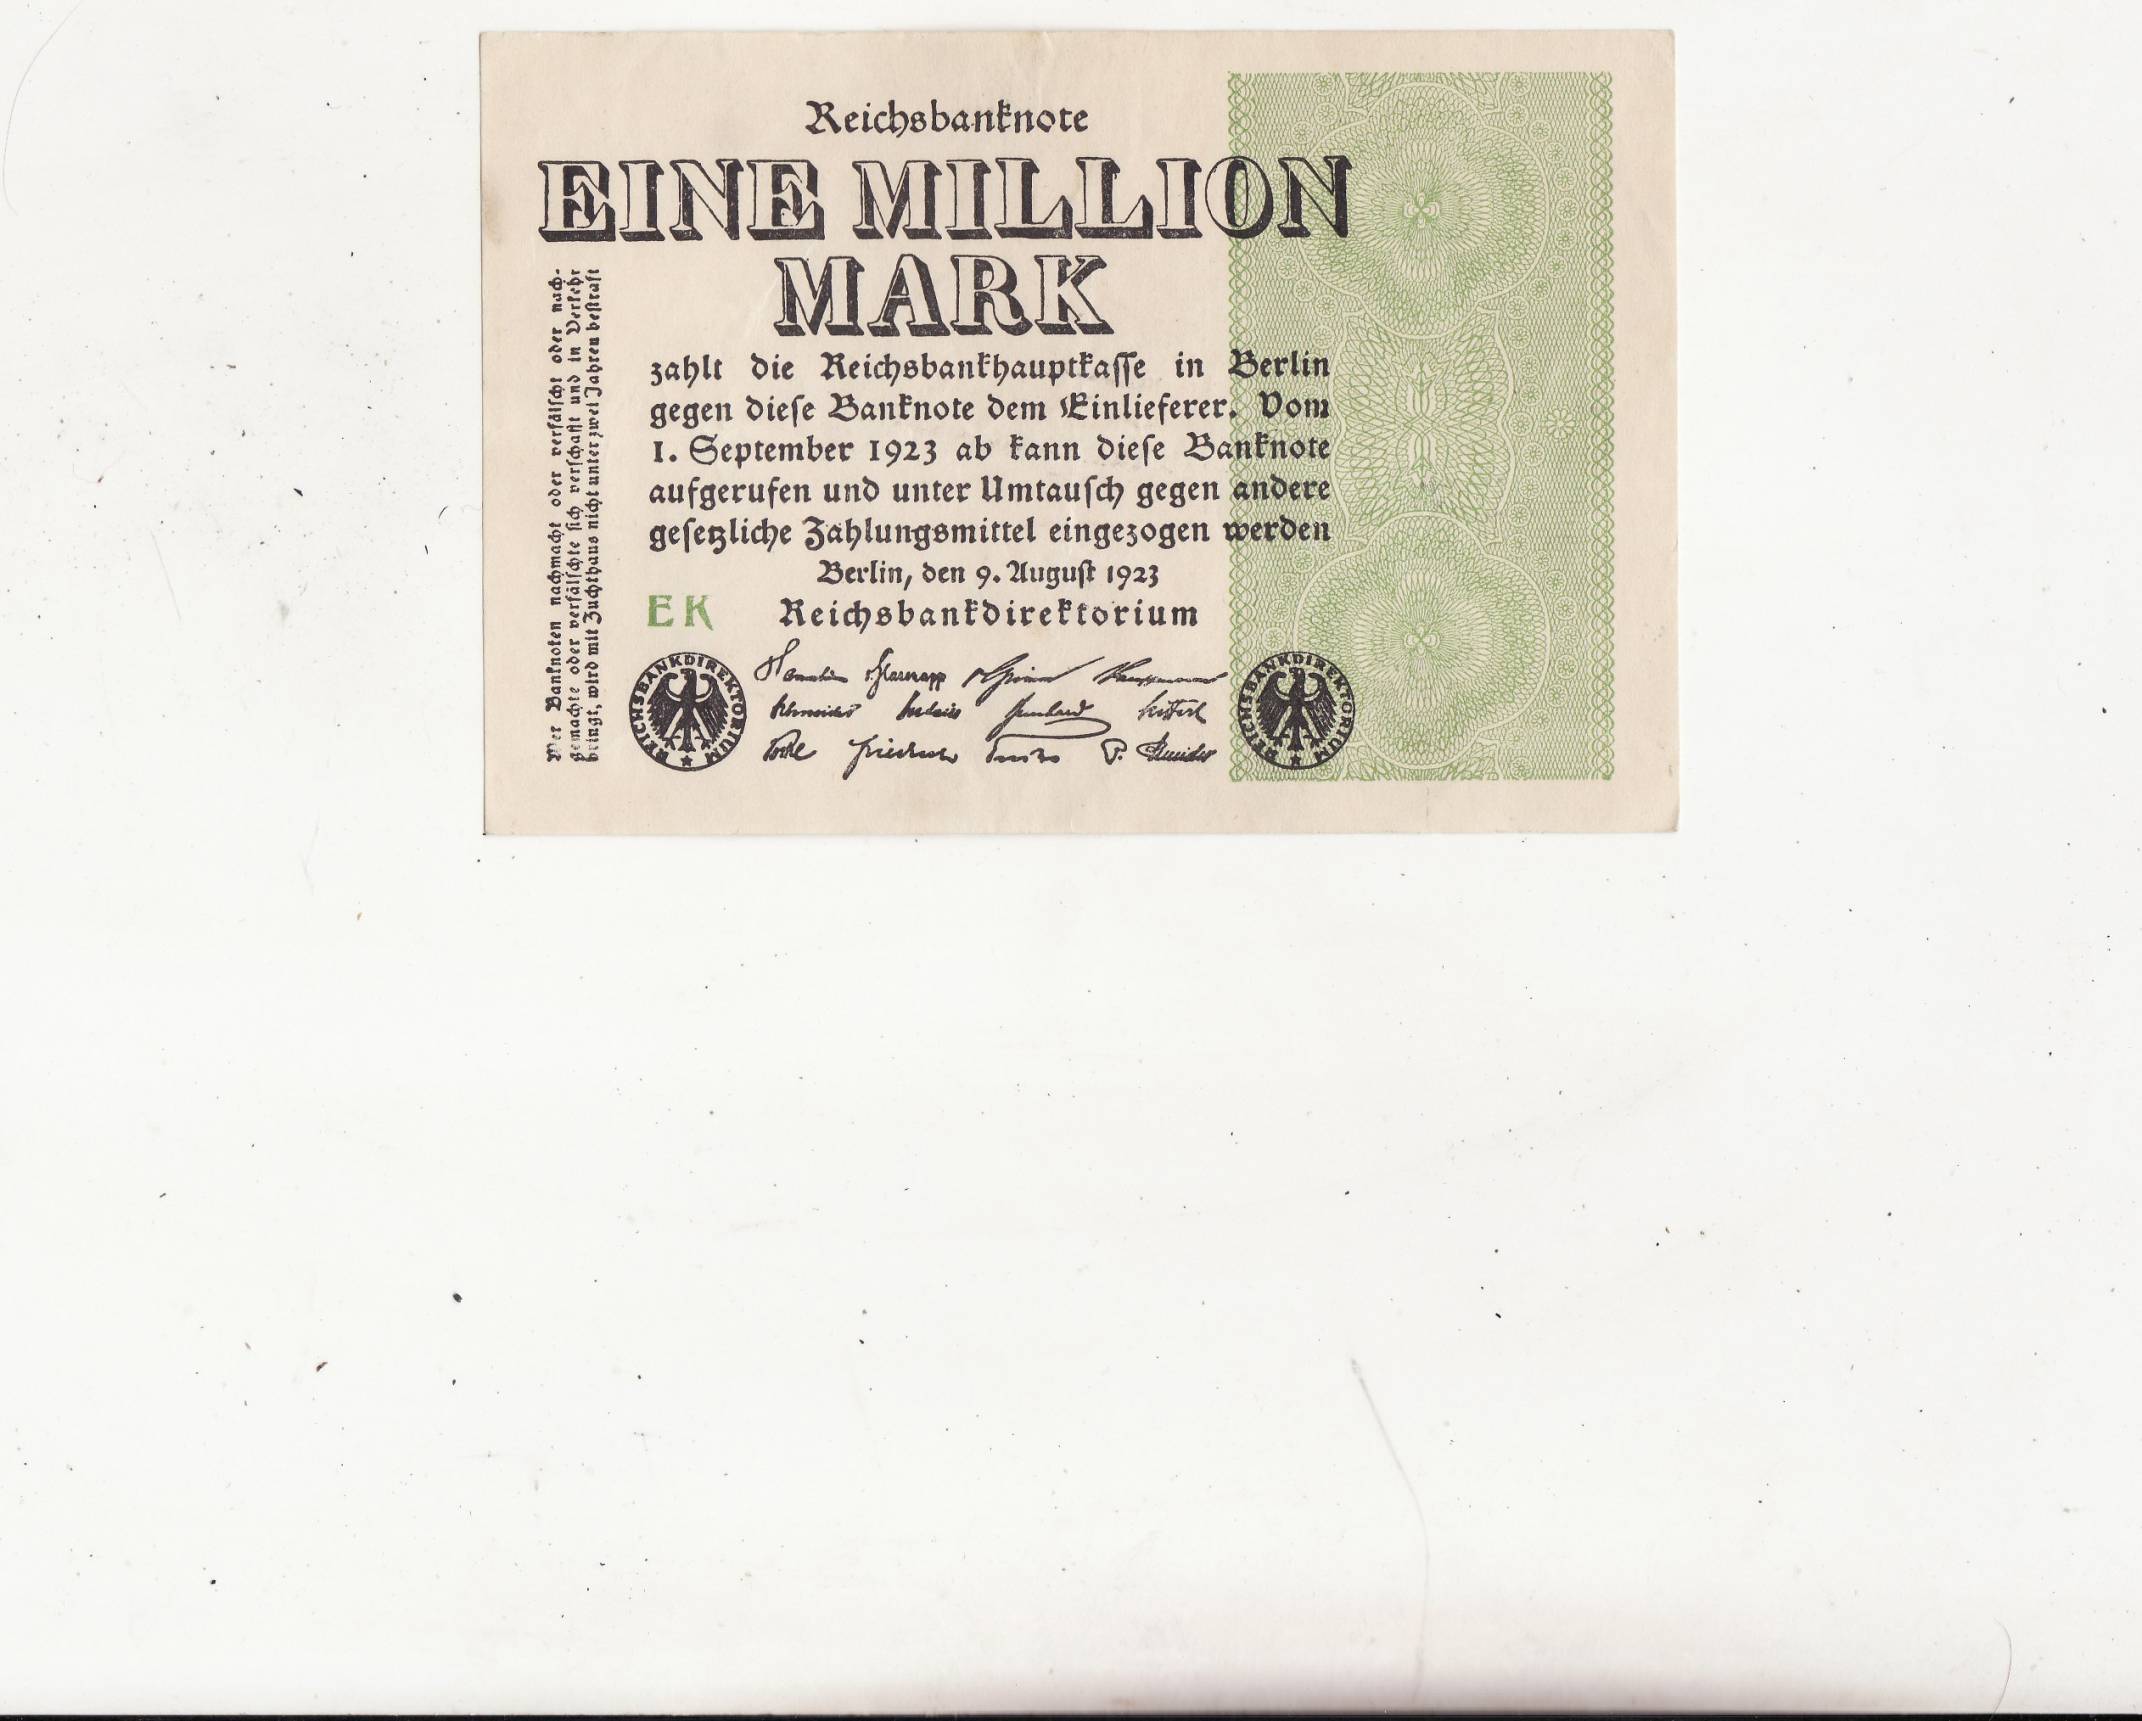 Reichsbanknote
EINE MILLION
MARK
zahlt die Reichsbankhauptkasse in Berlin
gegen diese Banknote dem Einlieferer. Vom
1. September 1923 ab kann diese Banknote
aufgerufen und unter Umtausch gegen andere
gesetzliche Zahlungsmittel eingezogen werden
Berlin, den 9. August 1923
EK Reichsbankdirektorium
REICHSBANKDIREKTORIUM
REICHSBANKDIREKTORIUM
Wer Banknoten nachmacht oder verfälscht oder nach-
gemachte oder verfälschte sich verschafft und in Verkehr
bringt, wird mit Zuchthaus nicht unter zwei Jahren bestraft